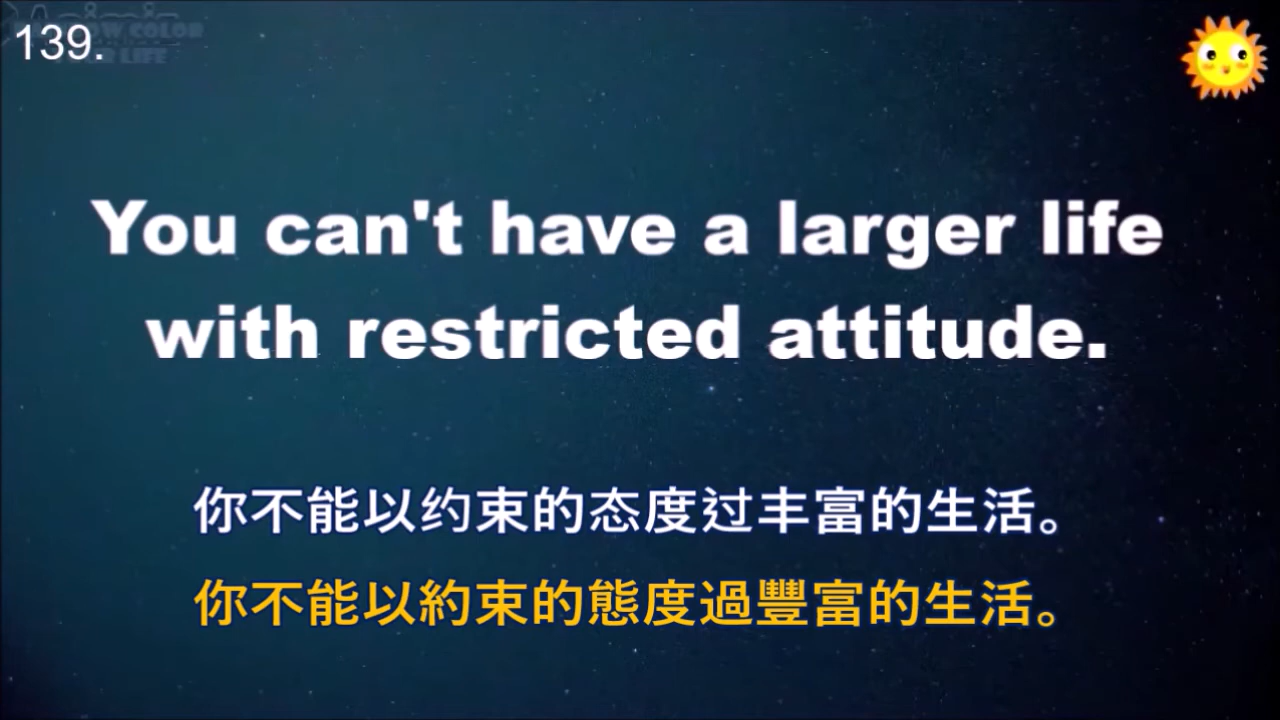 139.
You can't have a larger life
with restricted attitude.
你不能以约束的态度过丰富的生活。
你不能以約束的態度過豐富的生活。